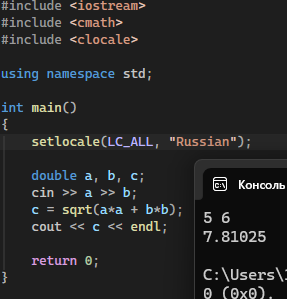 #include <iostream>
#include <cmath>
#include <clocale>
using namespace std;
int main()
{
setlocale(LC_ALL, "Russian");
double a, b, c;
cin >> a >> b;
c = sqrt(a*a + b*b);
cout << c << endl;
return 0;
}
Консоль
5 6
7.81025
C:\Users\
0 (0x0).